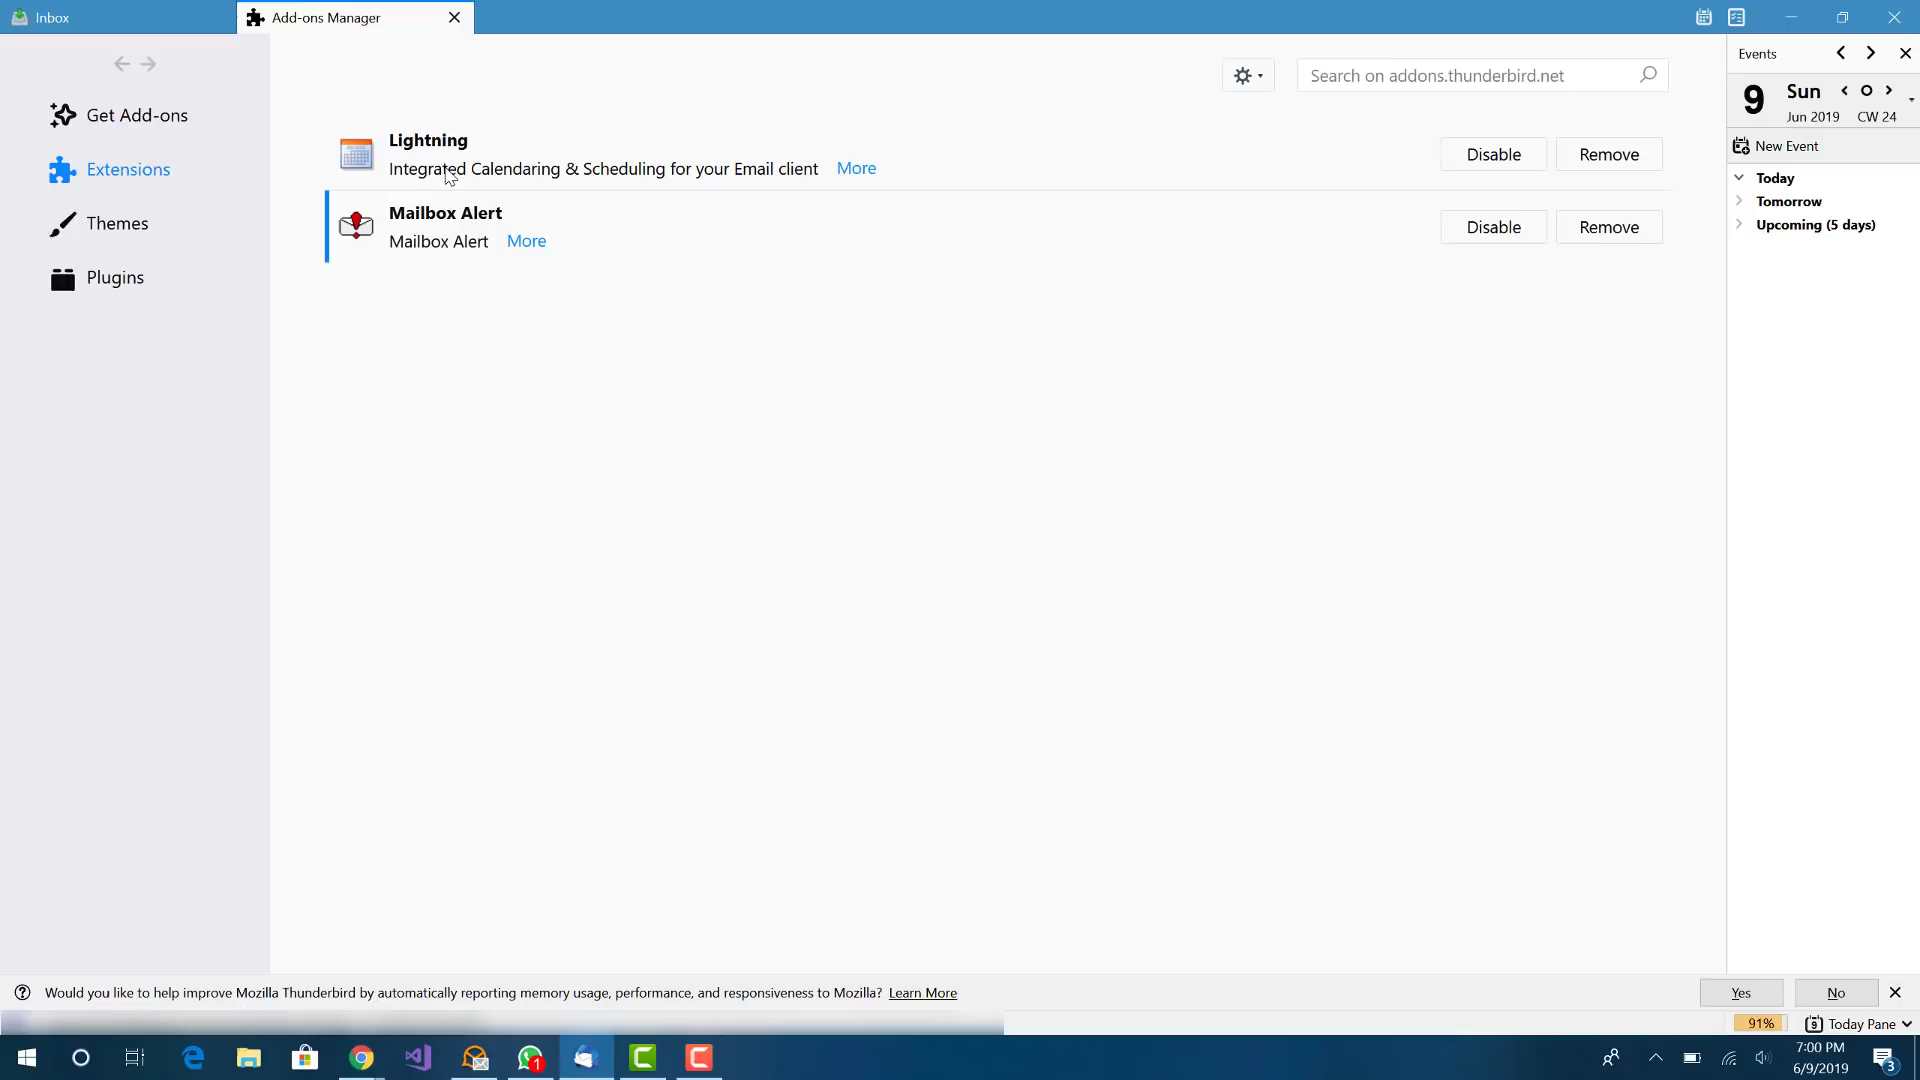 Inbox
Add-ons Manager
Events
Search on addons.thunderbird.net
9
Sun
Jun 2019 CW 24
New Event
Today
Tomorrow
Upcoming (5 days)
Get Add-ons
Extensions
Themes
Plugins
Lightning
Integrated Calendaring & Scheduling for your Email client More
Disable Remove
Mailbox Alert
Mailbox Alert More
Disable Remove
Would you like to help improve Mozilla Thunderbird by automatically reporting memory usage, performance, and responsiveness to Mozilla? Learn More
Yes No
91% 9 Today Pane
1
7:00 PM
6/9/2019
3